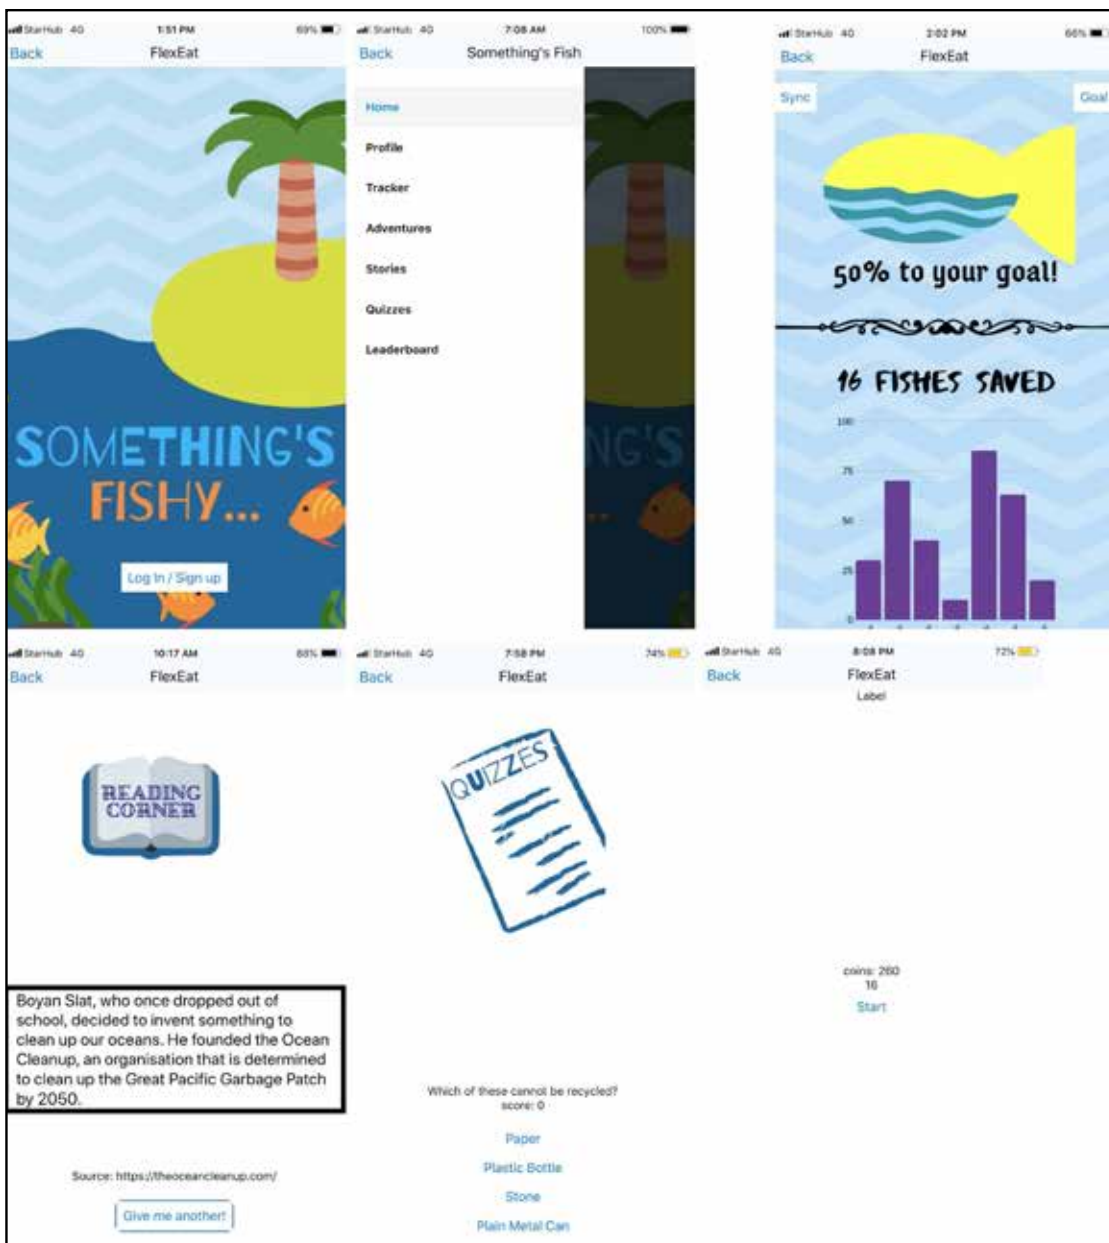 StarHub 4G 1:51 PM 69%
Back FlexEat
SOMETHING'S
FISHY...
Log In / Sign up
StarHub 4G 7:08 AM 100%
Back Something's Fish
Home
Profile
Tracker
Adventures
Stories
Quizzes
Leaderboard
NG'S
..
StarHub 4G 2:02 PM 66%
Back FlexEat
Sync Goal
50% to your goal!
16 FISHES SAVED
100
75
50
25
0
StarHub 4G 10:17 AM
Back FlexEat
READING
CORNER
Boyan Slat, who once dropped out of
school, decided to invent something to
clean up our oceans. He founded the Ocean
Cleanup, an organisation that is determined
to clean up the Great Pacific Garbage Patch
by 2050.
Source: https://theoceancleanup.com/
Give me another!
StarHub 4G 7:58 PM 74%
Back FlexEat
QUIZZES
Which of these cannot be recycled?
score: 0
Paper
Plastic Bottle
Stone
Plain Metal Can
StarHub 4G 8:08 PM 72%
Back FlexEat
Label
coins: 260
16
Start